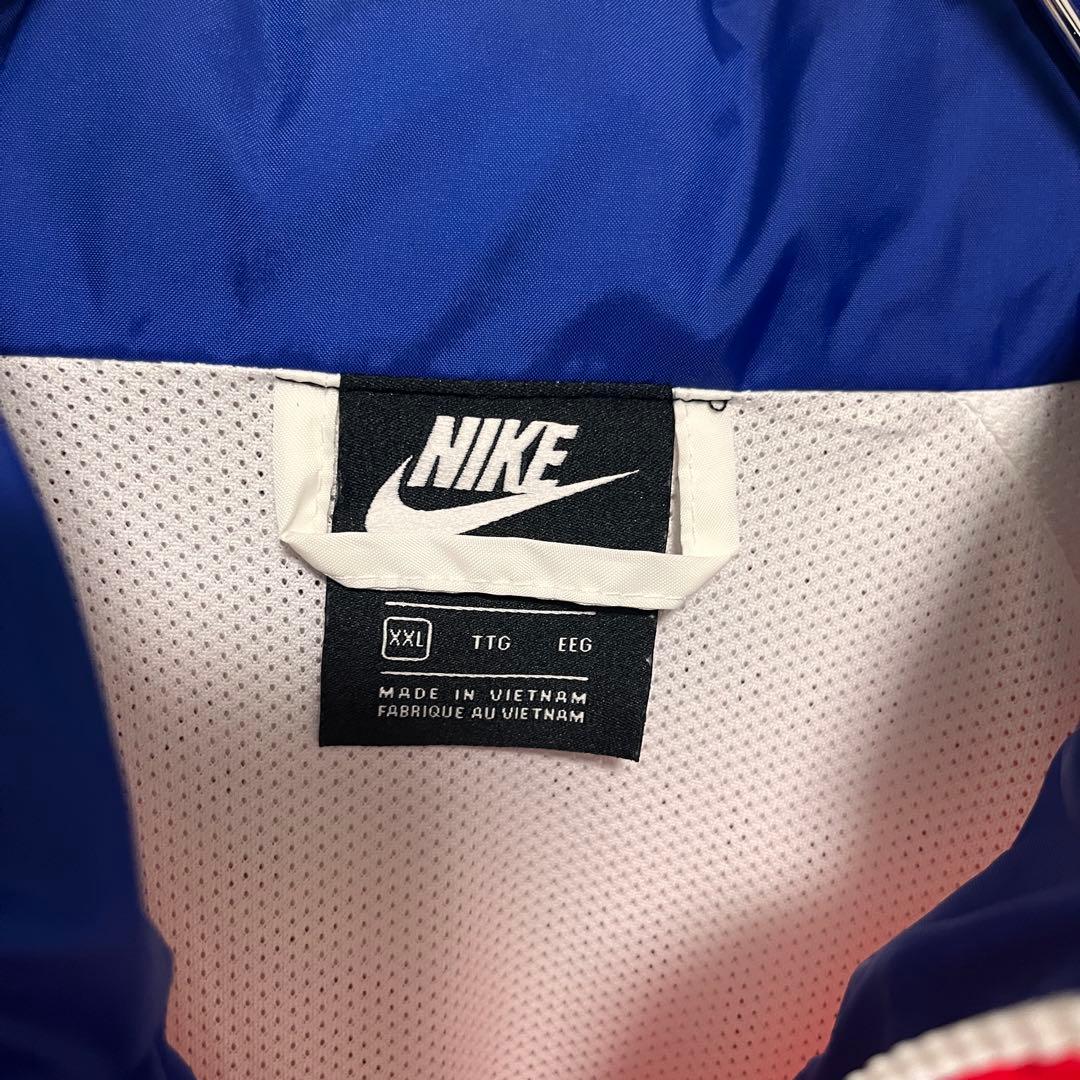 NIKE
XXL TTG EEG
MADE IN VIETNAM
FABRIQUE AU VIETNAM